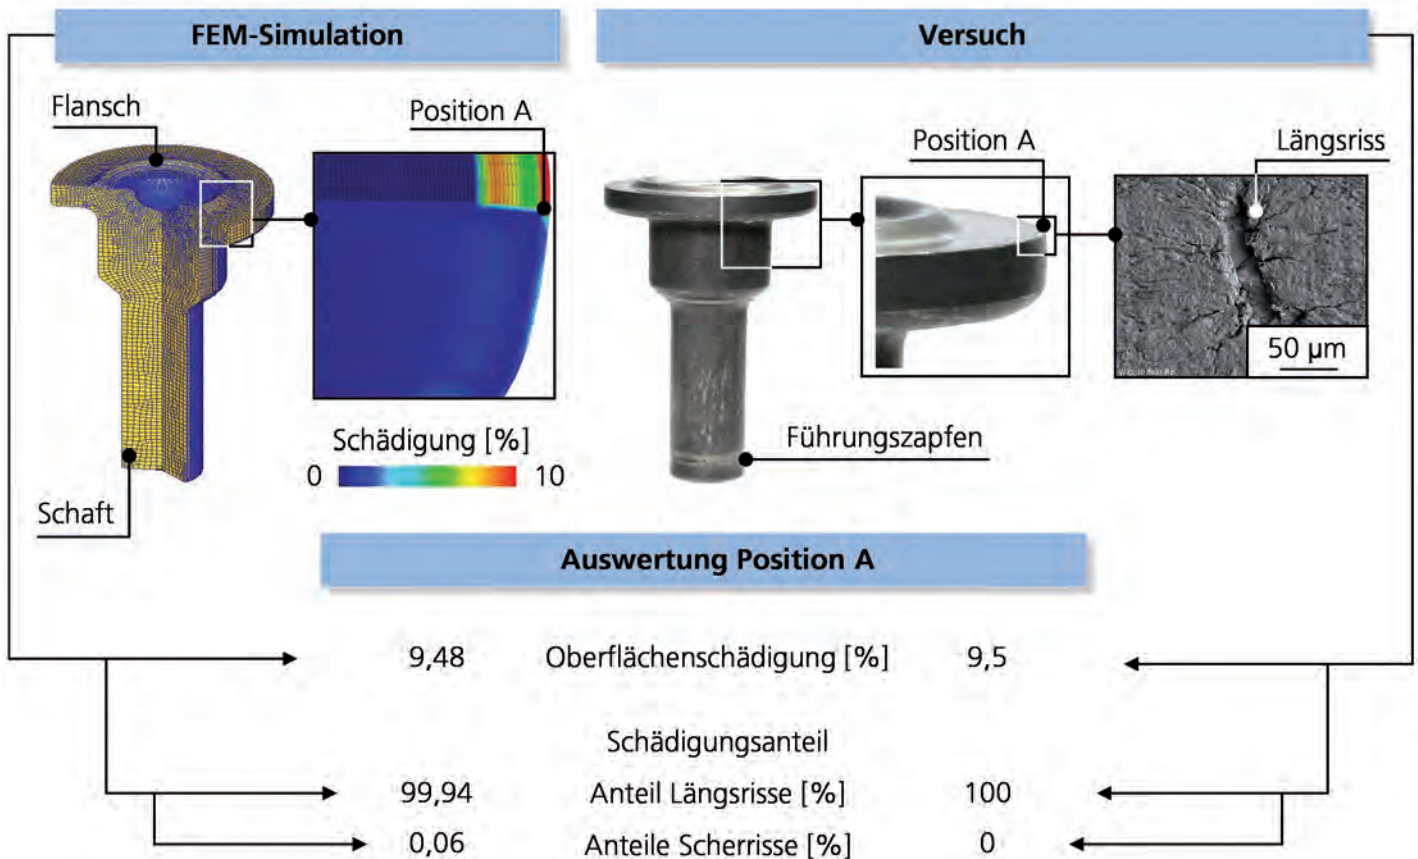 FEM-Simulation
Versuch
Flansch
Position A
Position A
Längsriss
50 µm
Schädigung [%]
0
10
Führungszapfen
Schaft
Auswertung Position A
9,48 Oberflächenschädigung [%] 9,5
Schädigungsanteil
99,94 Anteil Längsrisse [%] 100
0,06 Anteile Scherrisse [%] 0